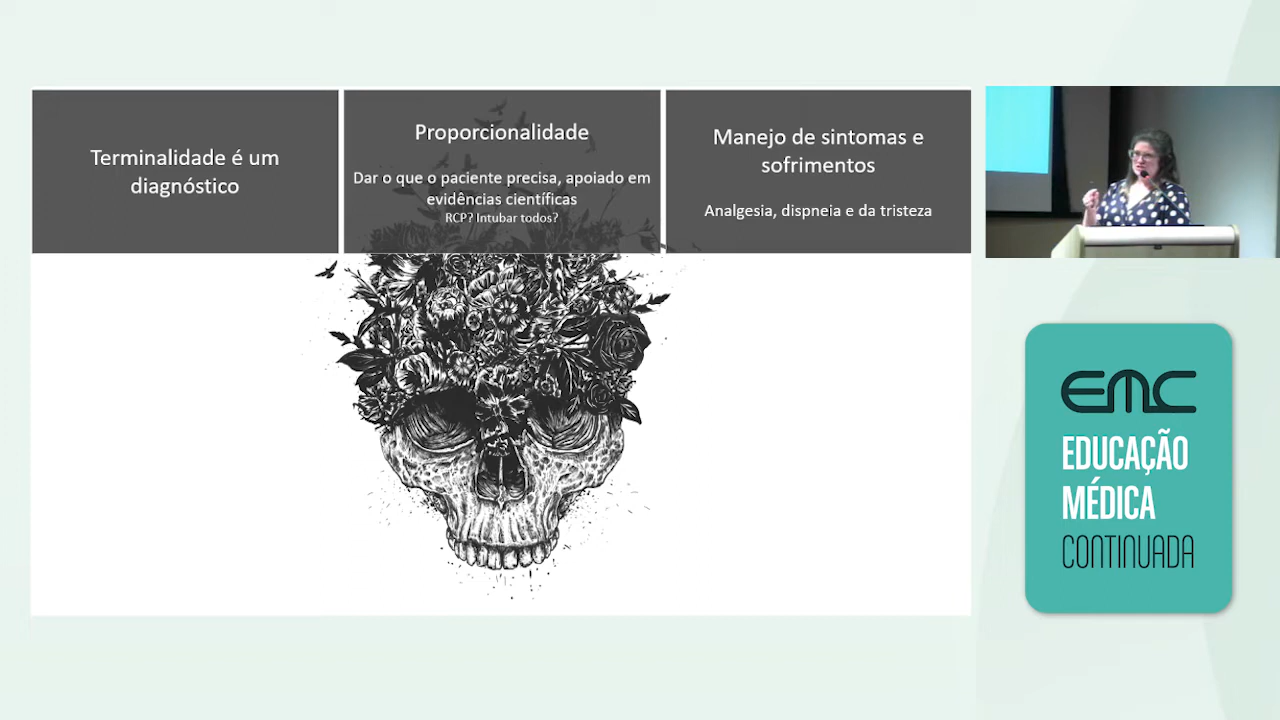 Terminalidade é um
diagnóstico
Proporcionalidade
Dar o que o paciente precisa, apoiado em
evidências científicas
RCP? Intubar todos?
Manejo de sintomas e
sofrimentos
Analgesia, dispneia e da tristeza
EMC
EDUCAÇÃO
MÉDICA
CONTINUADA